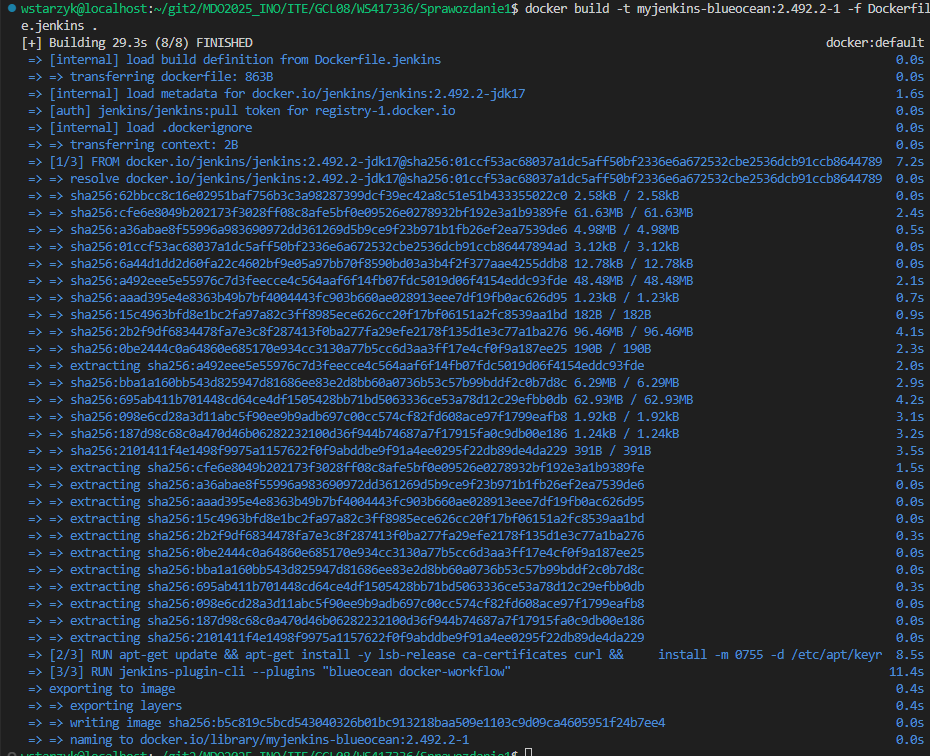 wstarzyk@localhost:~/git2/MDO2025_INO/ITE/GCL08/WS417336/Sprawozdanie1$ docker build -t myjenkins-blueocean:2.492.2-1 -f Dockerfil
e.jenkins .
[+] Building 29.3s (8/8) FINISHED docker:default
=> [internal] load build definition from Dockerfile.jenkins 0.0s
=> => transferring dockerfile: 863B 0.0s
=> [internal] load metadata for docker.io/jenkins/jenkins:2.492.2-jdk17 1.6s
=> [auth] jenkins/jenkins:pull token for registry-1.docker.io 0.0s
=> [internal] load .dockerignore 0.0s
=> => transferring context: 2B 0.0s
=> [1/3] FROM docker.io/jenkins/jenkins:2.492.2-jdk17@sha256:01ccf53ac68037a1dc5aff50bf2336e6a672532cbe2536dcb91ccb8644789 7.2s
=> => resolve docker.io/jenkins/jenkins:2.492.2-jdk17@sha256:01ccf53ac68037a1dc5aff50bf2336e6a672532cbe2536dcb91ccb8644789 0.0s
=> => sha256:62bbcc8c16e02951baf756b3c3a98287399dcf39ec42a8c51e51b433355022c0 2.58kB / 2.58kB 0.0s
=> => sha256:cfe6e8049b202173f3028ff08c8afe5bf0e09526e0278932bf192e3a1b9389fe 61.63MB / 61.63MB 2.4s
=> => sha256:a36abae8f55996a983690972dd361269d5b9ce9f23b971b1fb26ef2ea7539de6 4.98MB / 4.98MB 0.5s
=> => sha256:01ccf53ac68037a1dc5aff50bf2336e6a672532cbe2536dcb91ccb86447894ad 3.12kB / 3.12kB 0.0s
=> => sha256:6a44d1dd2d60fa22c4602bf9e05a97bb70f8590bd03a3b4f2f377aae4255ddb8 12.78kB / 12.78kB 0.0s
=> => sha256:a492eee5e55976c7d3feecce4c564aaf6f14fb07fdc5019d06f4154eddc93fde 48.48MB / 48.48MB 2.1s
=> => sha256:aaad395e4e8363b49b7bf4004443fc903b660ae028913eee7df19fb0ac626d95 1.23kB / 1.23kB 0.7s
=> => sha256:15c4963bfd8e1bc2fa97a82c3ff8985ece626cc20f17bf06151a2fc8539aa1bd 182B / 182B 0.9s
=> => sha256:2b2f9df6834478fa7e3c8f287413f0ba277fa29efe2178f135d1e3c77a1ba276 96.46MB / 96.46MB 4.1s
=> => sha256:0be2444c0a64860e685170e934cc3130a77b5cc6d3aa3ff17e4cf0f9a187ee25 190B / 190B 2.3s
=> => extracting sha256:a492eee5e55976c7d3feecce4c564aaf6f14fb07fdc5019d06f4154eddc93fde 2.0s
=> => sha256:bba1a160bb543d825947d81686ee83e2d8bb60a0736b53c57b99bddf2c0b7d8c 6.29MB / 6.29MB 2.9s
=> => sha256:695ab411b701448cd64ce4df1505428bb71bd5063336ce53a78d12c29efbb0db 62.93MB / 62.93MB 4.2s
=> => sha256:098e6cd28a3d11abc5f90ee9b9adb697c00cc574cf82fd608ace97f1799eafb8 1.92kB / 1.92kB 3.1s
=> => sha256:187d98c68c0a470d46b06282232100d36f944b74687a7f17915fa0c9db00e186 1.24kB / 1.24kB 3.2s
=> => sha256:2101411f4e1498f9975a1157622f0f9abddbe9f91a4ee0295f22db89de4da229 391B / 391B 3.5s
=> => extracting sha256:cfe6e8049b202173f3028ff08c8afe5bf0e09526e0278932bf192e3a1b9389fe 1.5s
=> => extracting sha256:a36abae8f55996a983690972dd361269d5b9ce9f23b971b1fb26ef2ea7539de6 0.0s
=> => extracting sha256:aaad395e4e8363b49b7bf4004443fc903b660ae028913eee7df19fb0ac626d95 0.0s
=> => extracting sha256:15c4963bfd8e1bc2fa97a82c3ff8985ece626cc20f17bf06151a2fc8539aa1bd 0.0s
=> => extracting sha256:2b2f9df6834478fa7e3c8f287413f0ba277fa29efe2178f135d1e3c77a1ba276 0.3s
=> => extracting sha256:0be2444c0a64860e685170e934cc3130a77b5cc6d3aa3ff17e4cf0f9a187ee25 0.0s
=> => extracting sha256:bba1a160bb543d825947d81686ee83e2d8bb60a0736b53c57b99bddf2c0b7d8c 0.0s
=> => extracting sha256:695ab411b701448cd64ce4df1505428bb71bd5063336ce53a78d12c29efbb0db 0.3s
=> => extracting sha256:098e6cd28a3d11abc5f90ee9b9adb697c00cc574cf82fd608ace97f1799eafb8 0.0s
=> => extracting sha256:187d98c68c0a470d46b06282232100d36f944b74687a7f17915fa0c9db00e186 0.0s
=> => extracting sha256:2101411f4e1498f9975a1157622f0f9abddbe9f91a4ee0295f22db89de4da229 0.0s
=> [2/3] RUN apt-get update && apt-get install -y lsb-release ca-certificates curl && install -m 0755 -d /etc/apt/keyr 8.5s
=> [3/3] RUN jenkins-plugin-cli --plugins "blueocean docker-workflow" 11.4s
=> exporting to image 0.4s
=> => exporting layers 0.4s
=> => writing image sha256:b5c819c5bcd543040326b01bc913218baa509e1103c9d09ca4605951f24b7ee4 0.0s
=> => naming to docker.io/library/myjenkins-blueocean:2.492.2-1 0.0s
wstarzyk@localhost:~/git2/MDO2025_INO/ITE/GCL08/WS417336/Sprawozdanie1$